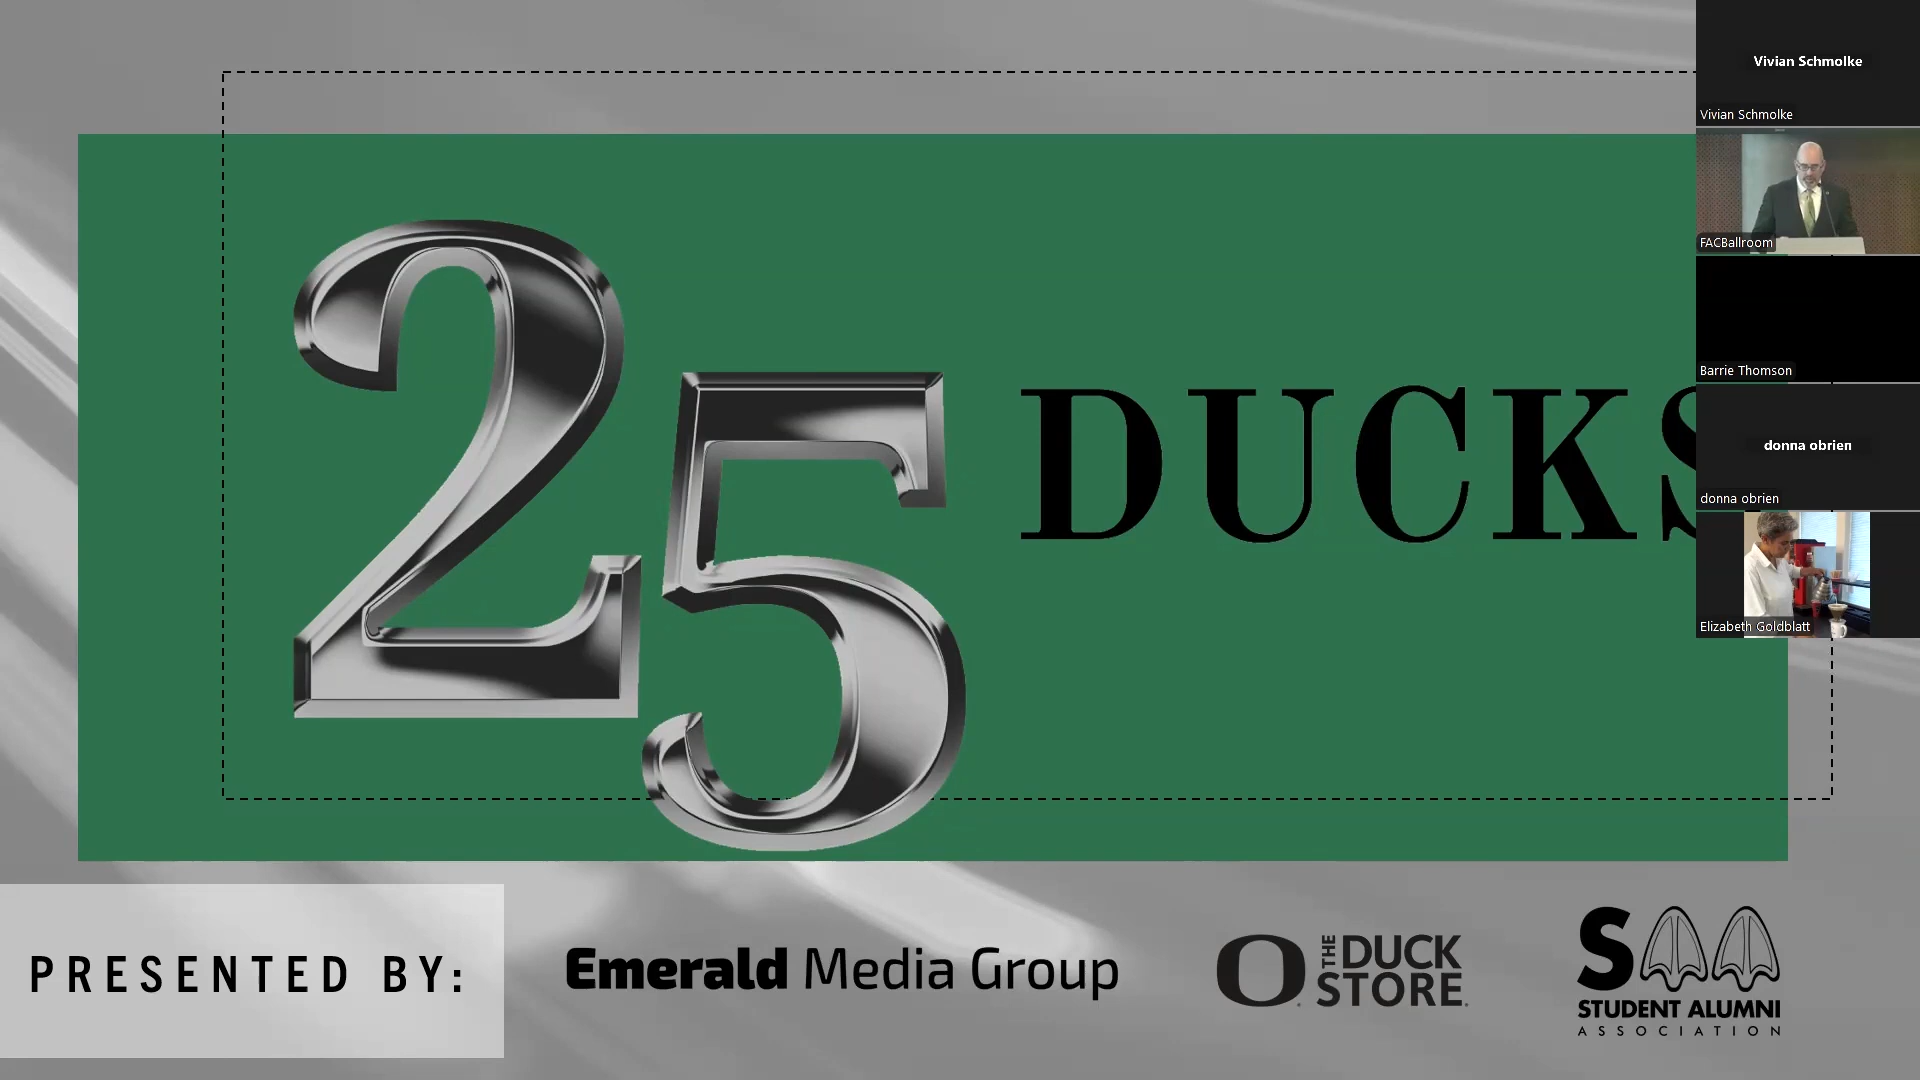 25 DUCKS
PRESENTED BY:
Emerald Media Group
O THE DUCK STORE.
SAA
STUDENT ALUMNI
ASSOCIATION
Vivian Schmolke
Vivian Schmolke
FACBallroom
Barrie Thomson
donna obrien
donna obrien
Elizabeth Goldblatt